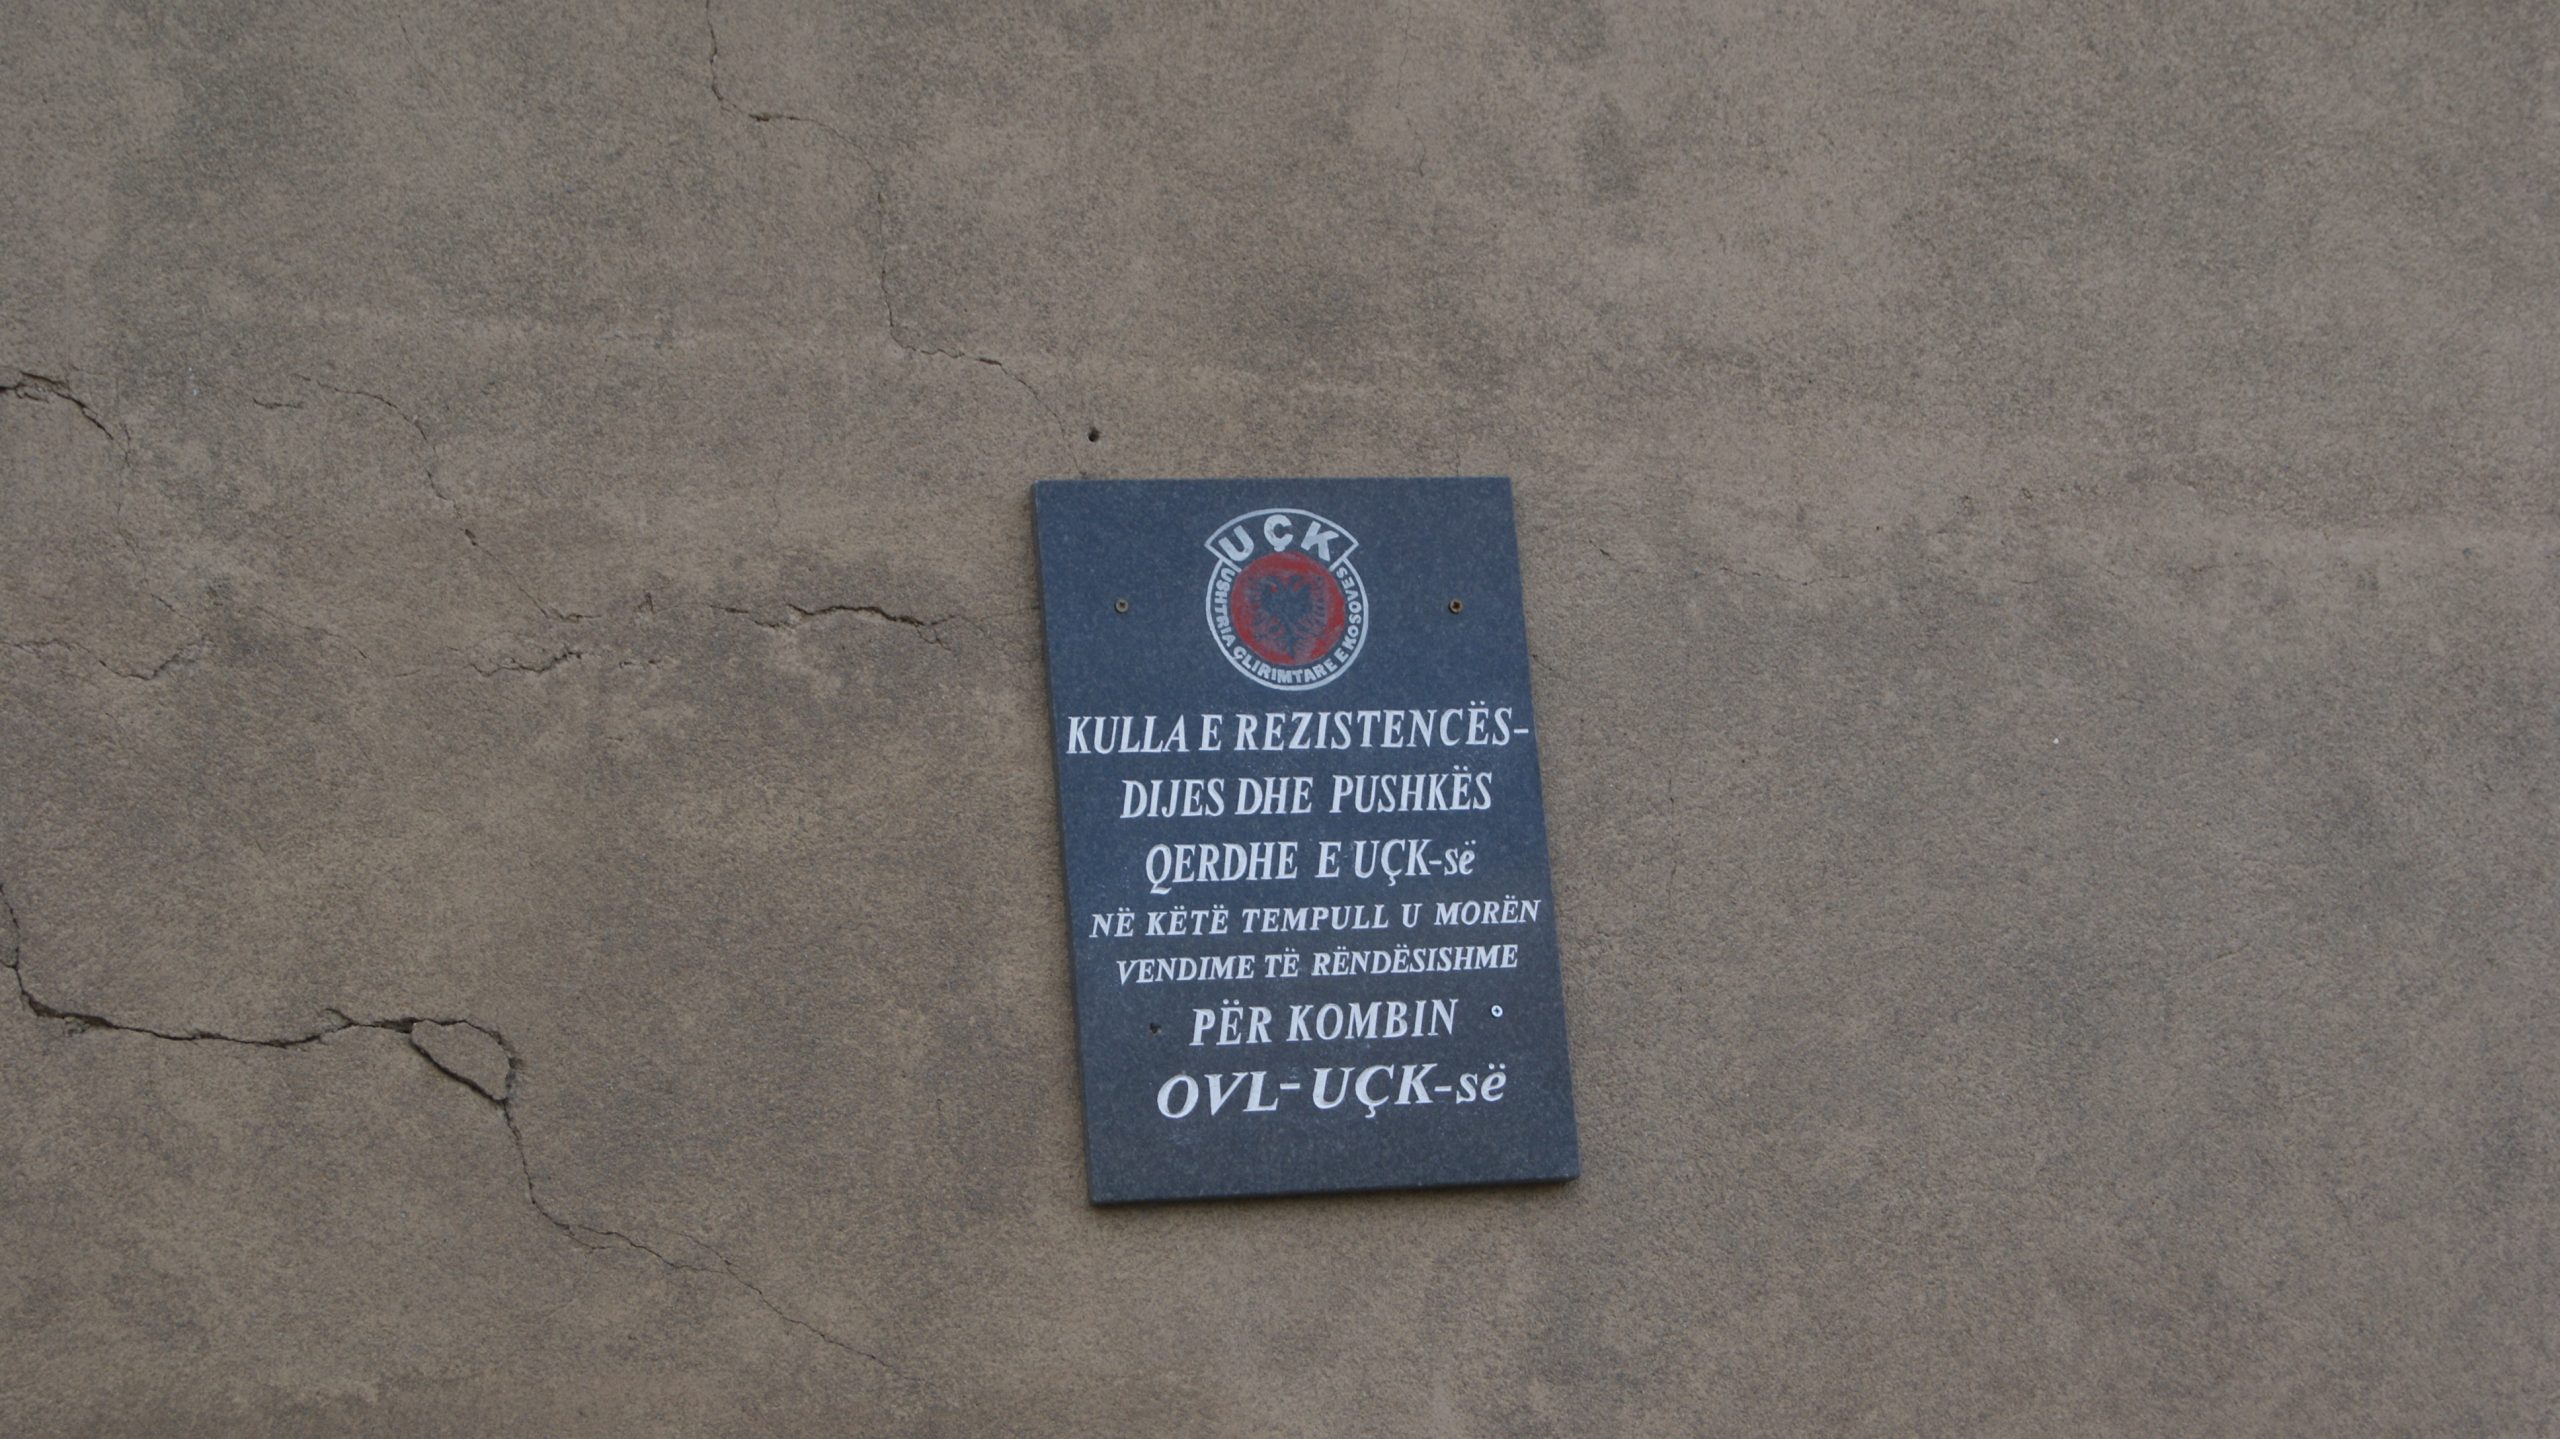 UÇK
USHTRIA ÇLIRIMTARE E KOSOVËS
KULLA E REZISTENCËS-
DIJES DHE PUSHKËS
QERDHE E UÇK-së
NË KËTË TEMPULL U MORËN
VENDIME TË RËNDËSISHME
PËR KOMBIN
OVL-UÇK-së